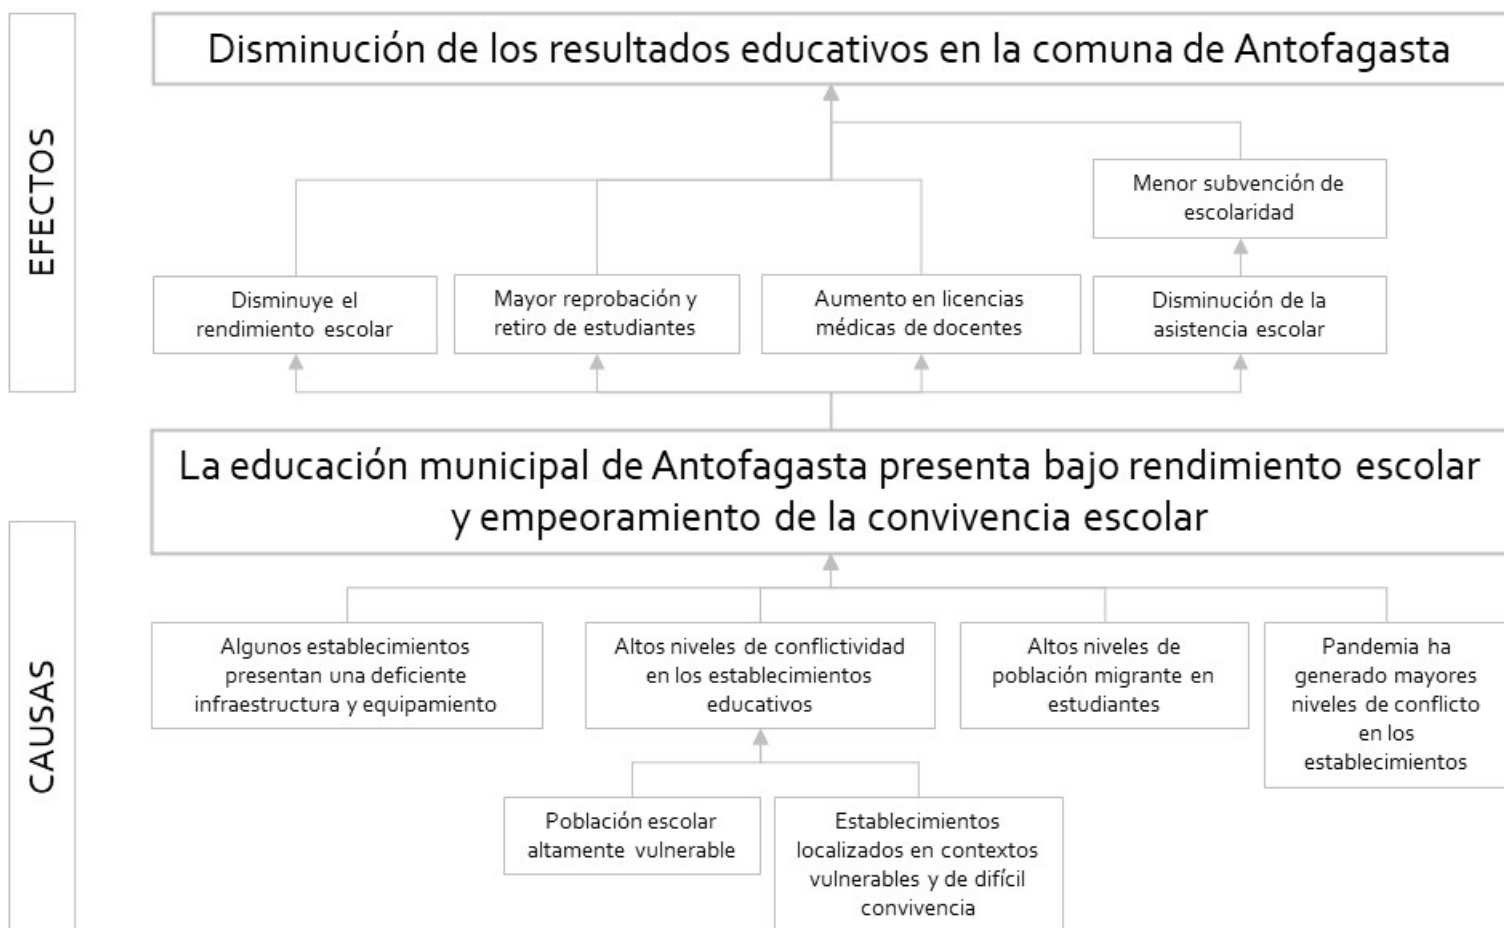 EFECTOS
Disminución de los resultados educativos en la comuna de Antofagasta
Menor subvención de
escolaridad
Disminuye el
rendimiento escolar
Mayor reprobación y
retiro de estudiantes
Aumento en licencias
médicas de docentes
Disminución de la
asistencia escolar
La educación municipal de Antofagasta presenta bajo rendimiento escolar
y empeoramiento de la convivencia escolar
CAUSAS
Algunos establecimientos
presentan una deficiente
infraestructura y equipamiento
Altos niveles de conflictividad
en los establecimientos
educativos
Altos niveles de
población migrante en
estudiantes
Pandemia ha
generado mayores
niveles de conflicto
en los
establecimientos
Población escolar
altamente vulnerable
Establecimientos
localizados en contextos
vulnerables y de difícil
convivencia